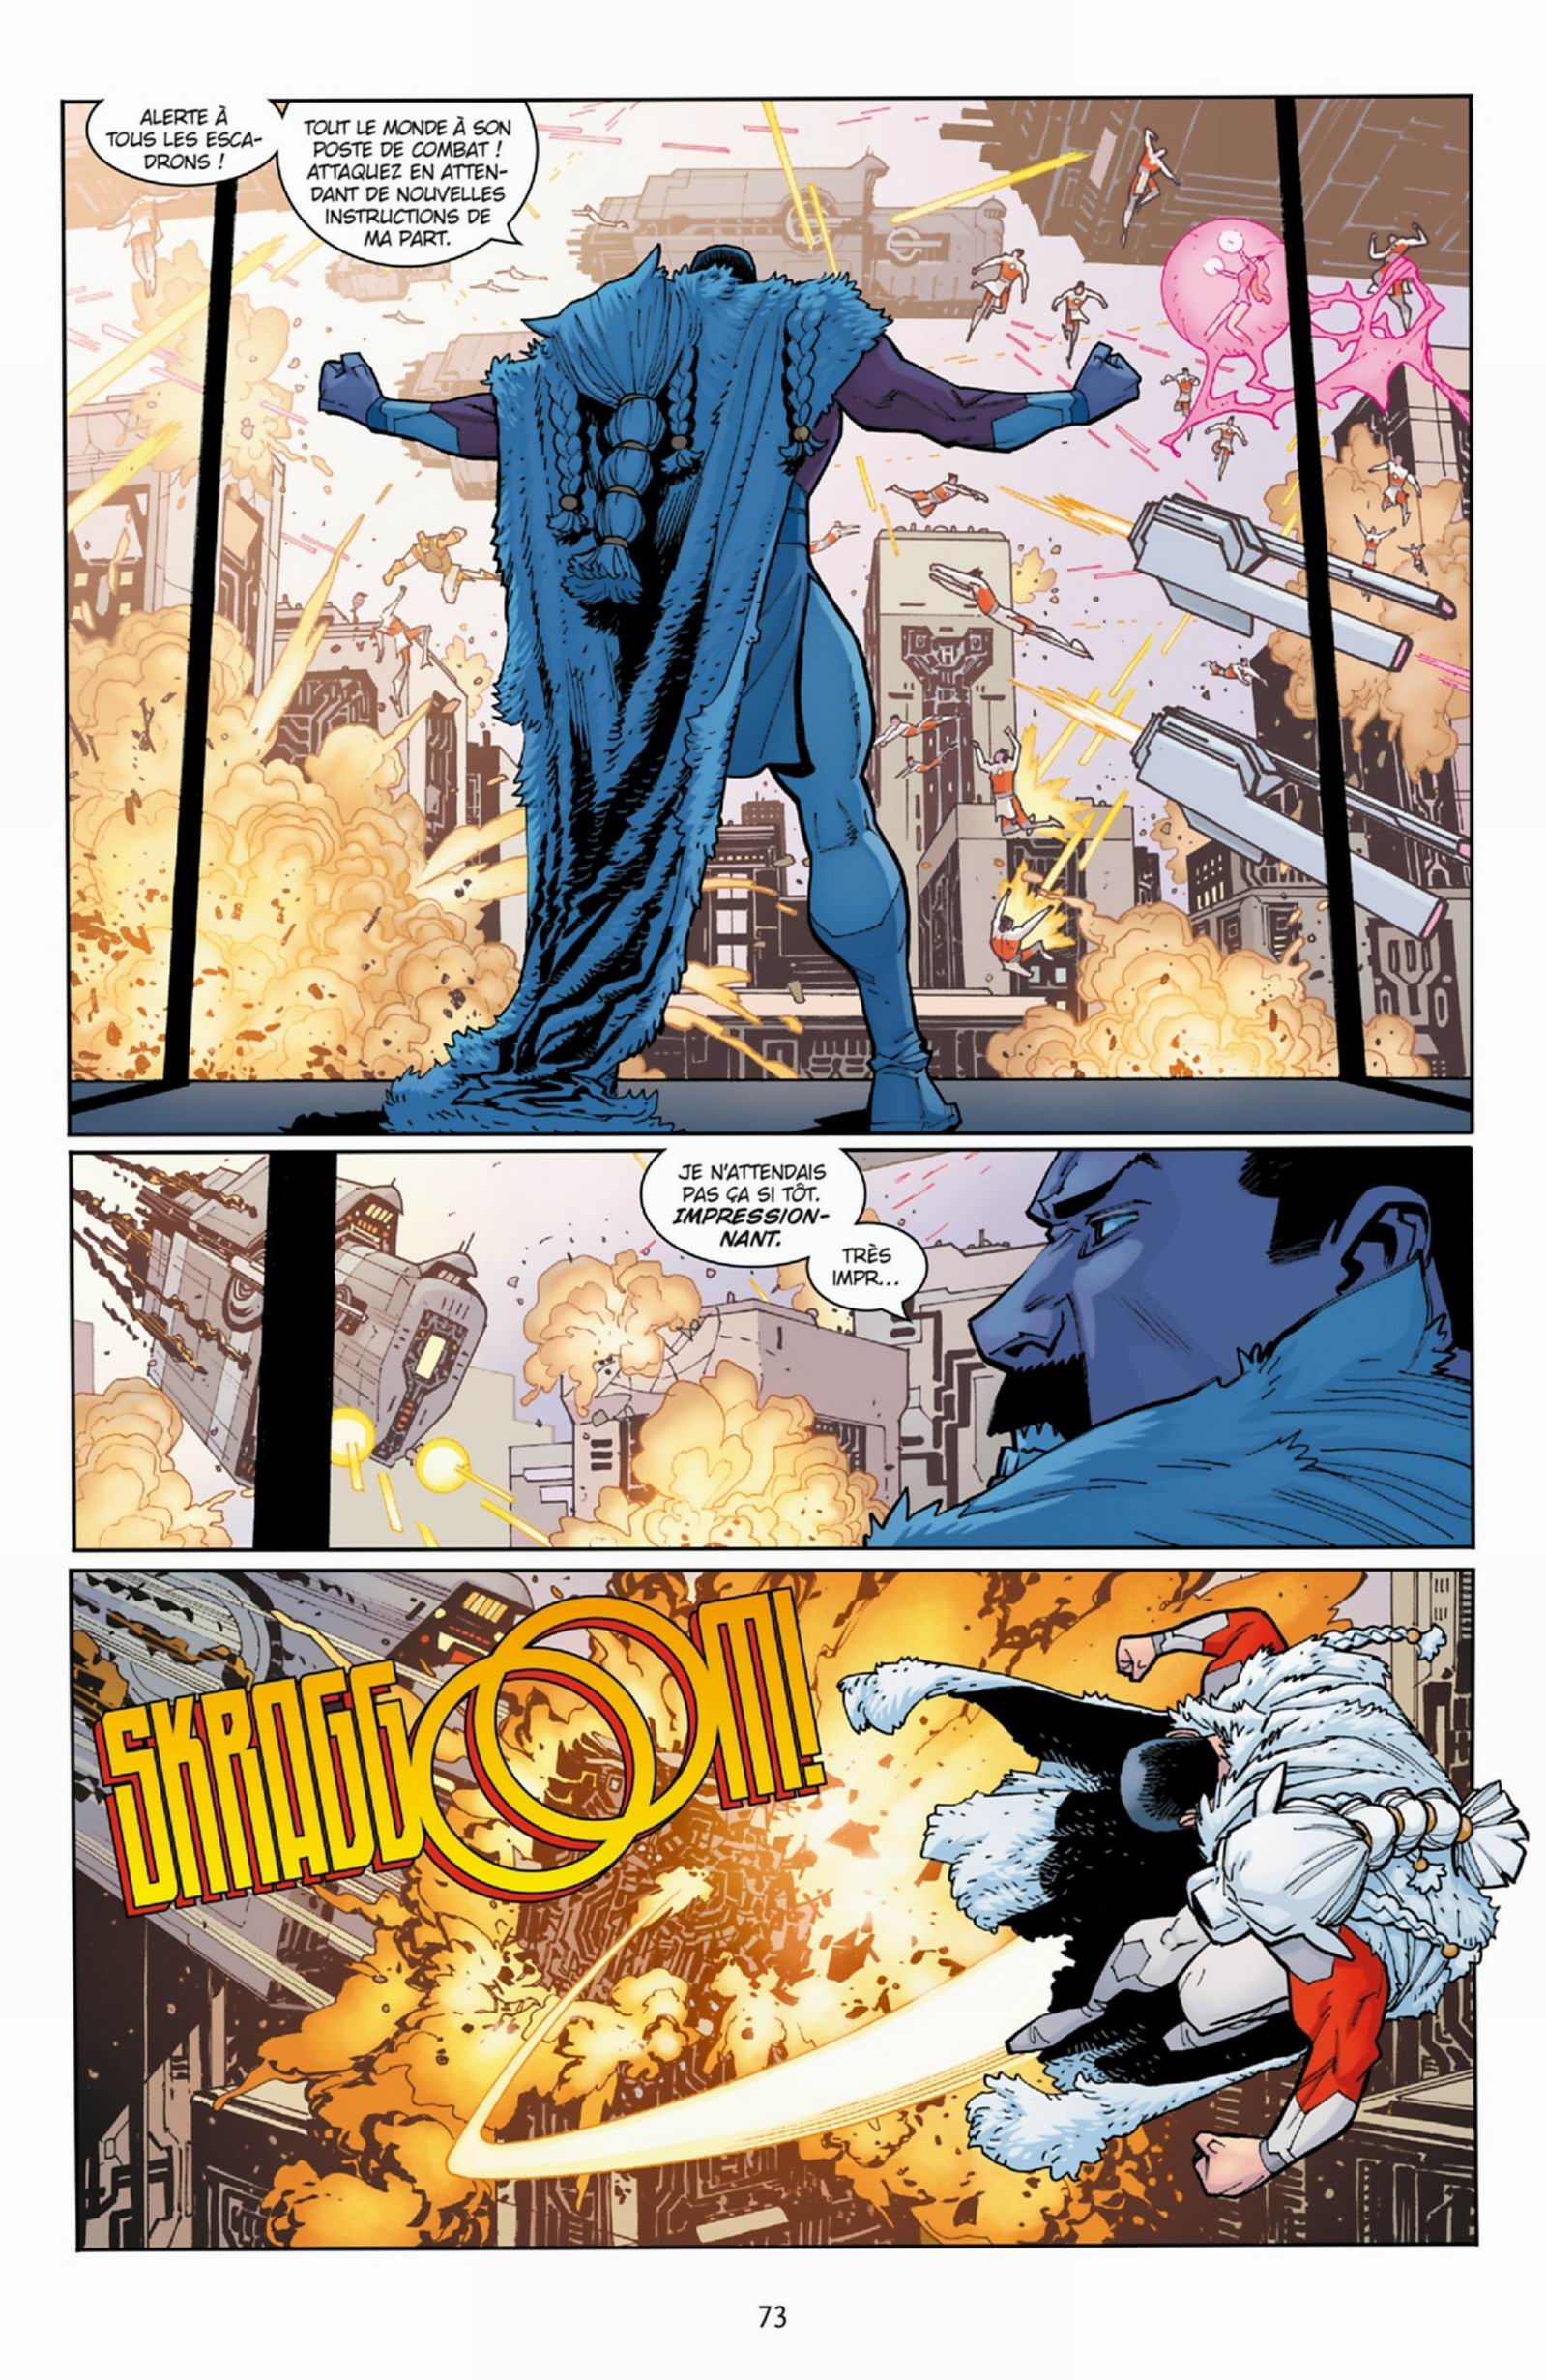 ALERTE À
TOUS LES ESCA-
DRONS !
TOUT LE MONDE À SON
POSTE DE COMBAT !
ATTAQUEZ EN ATTEN-
DANT DE NOUVELLES
INSTRUCTIONS DE
MA PART.
JE N'ATTENDAIS
PAS ÇA SI TÔT.
IMPRESSION-
NANT.
TRÈS
IMPR...
SKRAGGOOM!
73